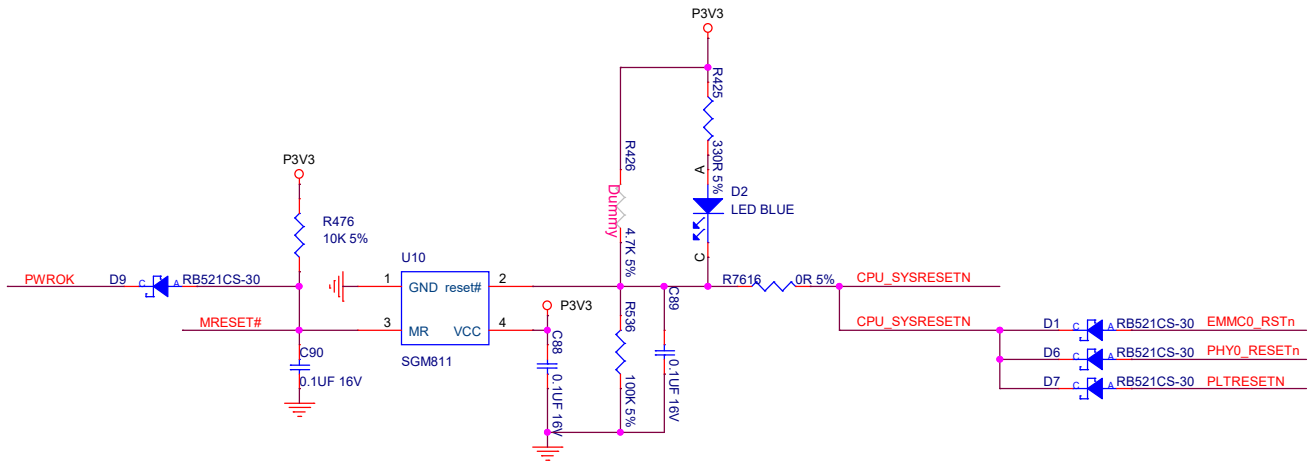 P3V3
R425
330R 5%
A
D2
LED BLUE
C
R426
Dummy
4.7K 5%
P3V3
R476
10K 5%
PWROK
D9
C
A
RB521CS-30
MRESET#
C90
0.1UF 16V
U10
1
GND
reset#
2
3
MR
VCC
4
SGM811
P3V3
C88
0.1UF 16V
R536
100K 5%
C89
0.1UF 16V
R7616
0R 5%
CPU_SYSRESETN
CPU_SYSRESETN
D1
C
A
RB521CS-30
EMMC0_RSTn
D6
C
A
RB521CS-30
PHY0_RESETn
D7
C
A
RB521CS-30
PLTRESETN